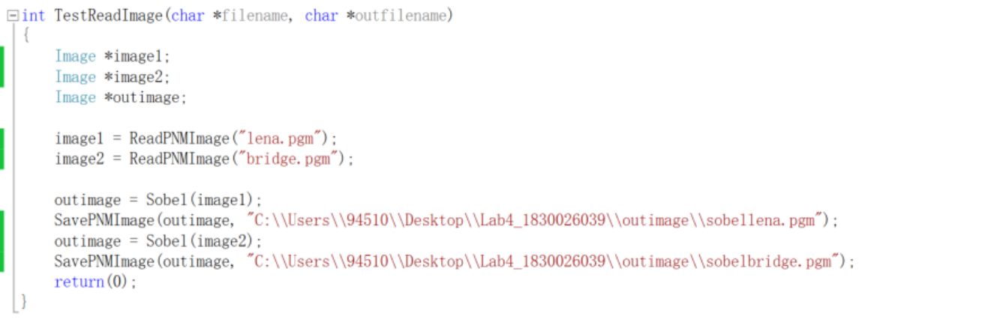 int TestReadImage(char *filename, char *outfilename)
{
Image *image1;
Image *image2;
Image *outimage;
image1 = ReadPNMImage("lena.pgm");
image2 = ReadPNMImage("bridge.pgm");
outimage = Sobel(image1);
SavePNMImage(outimage, "C:\\Users\\94510\\Desktop\\Lab4_1830026039\\outimage\\sobellena.pgm");
outimage = Sobel(image2);
SavePNMImage(outimage, "C:\\Users\\94510\\Desktop\\Lab4_1830026039\\outimage\\sobelbridge.pgm");
return(0);
}